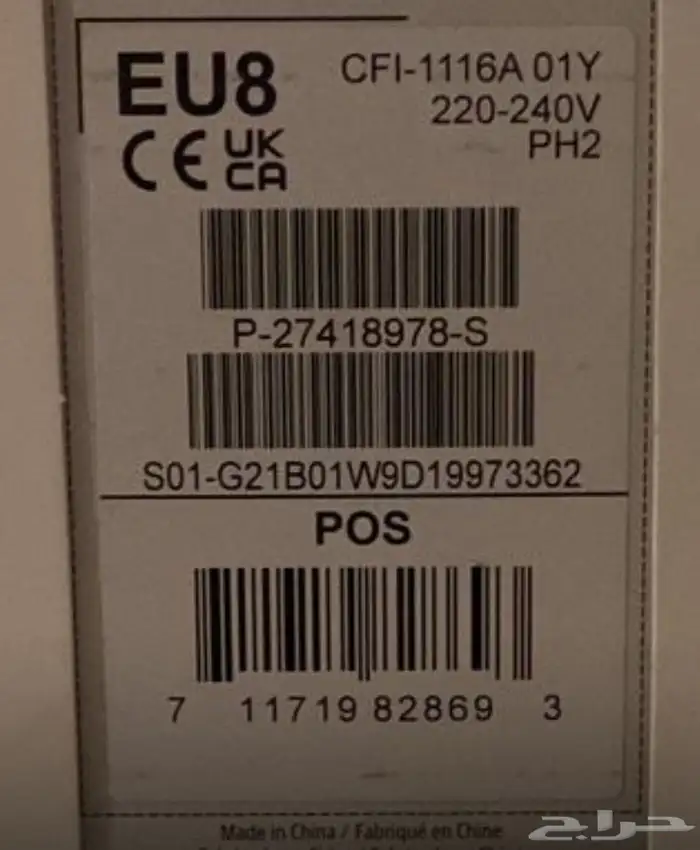 EU8
CFI-1116A 01Y
220-240V
PH2
CE UK
CA
P-27418978-S
S01-G21B01W9D19973362
POS
7 11719 82869 3
Made in China / Fabriqué en Chine
حراج